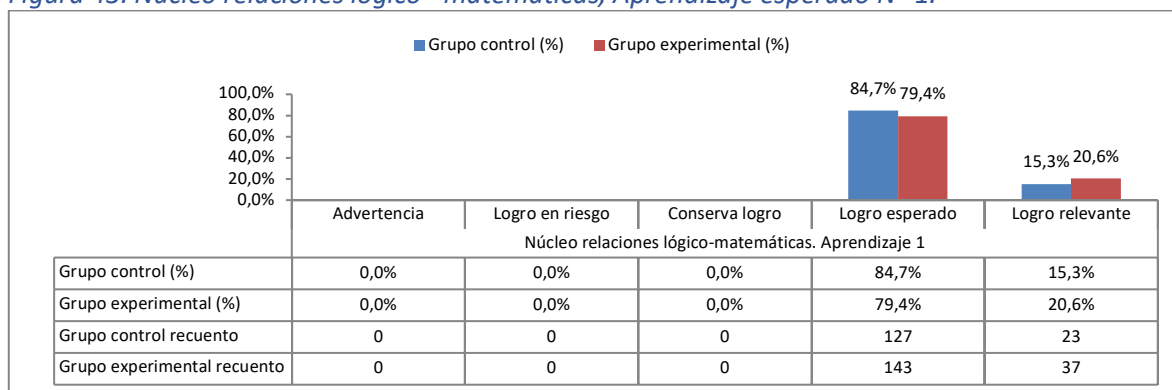 Figura 45. Núcleo relaciones lógico - matemáticas, Aprendizaje esperado N° 1.
Grupo control (%) Grupo experimental (%)
100,0%
80,0%
60,0%
40,0%
20,0%
0,0%
84,7% 79,4%
15,3% 20,6%
Advertencia Logro en riesgo Conserva logro Logro esperado Logro relevante
Núcleo relaciones lógico-matemáticas. Aprendizaje 1
Grupo control (%) 0,0% 0,0% 0,0% 84,7% 15,3%
Grupo experimental (%) 0,0% 0,0% 0,0% 79,4% 20,6%
Grupo control recuento 0 0 0 127 23
Grupo experimental recuento 0 0 0 143 37